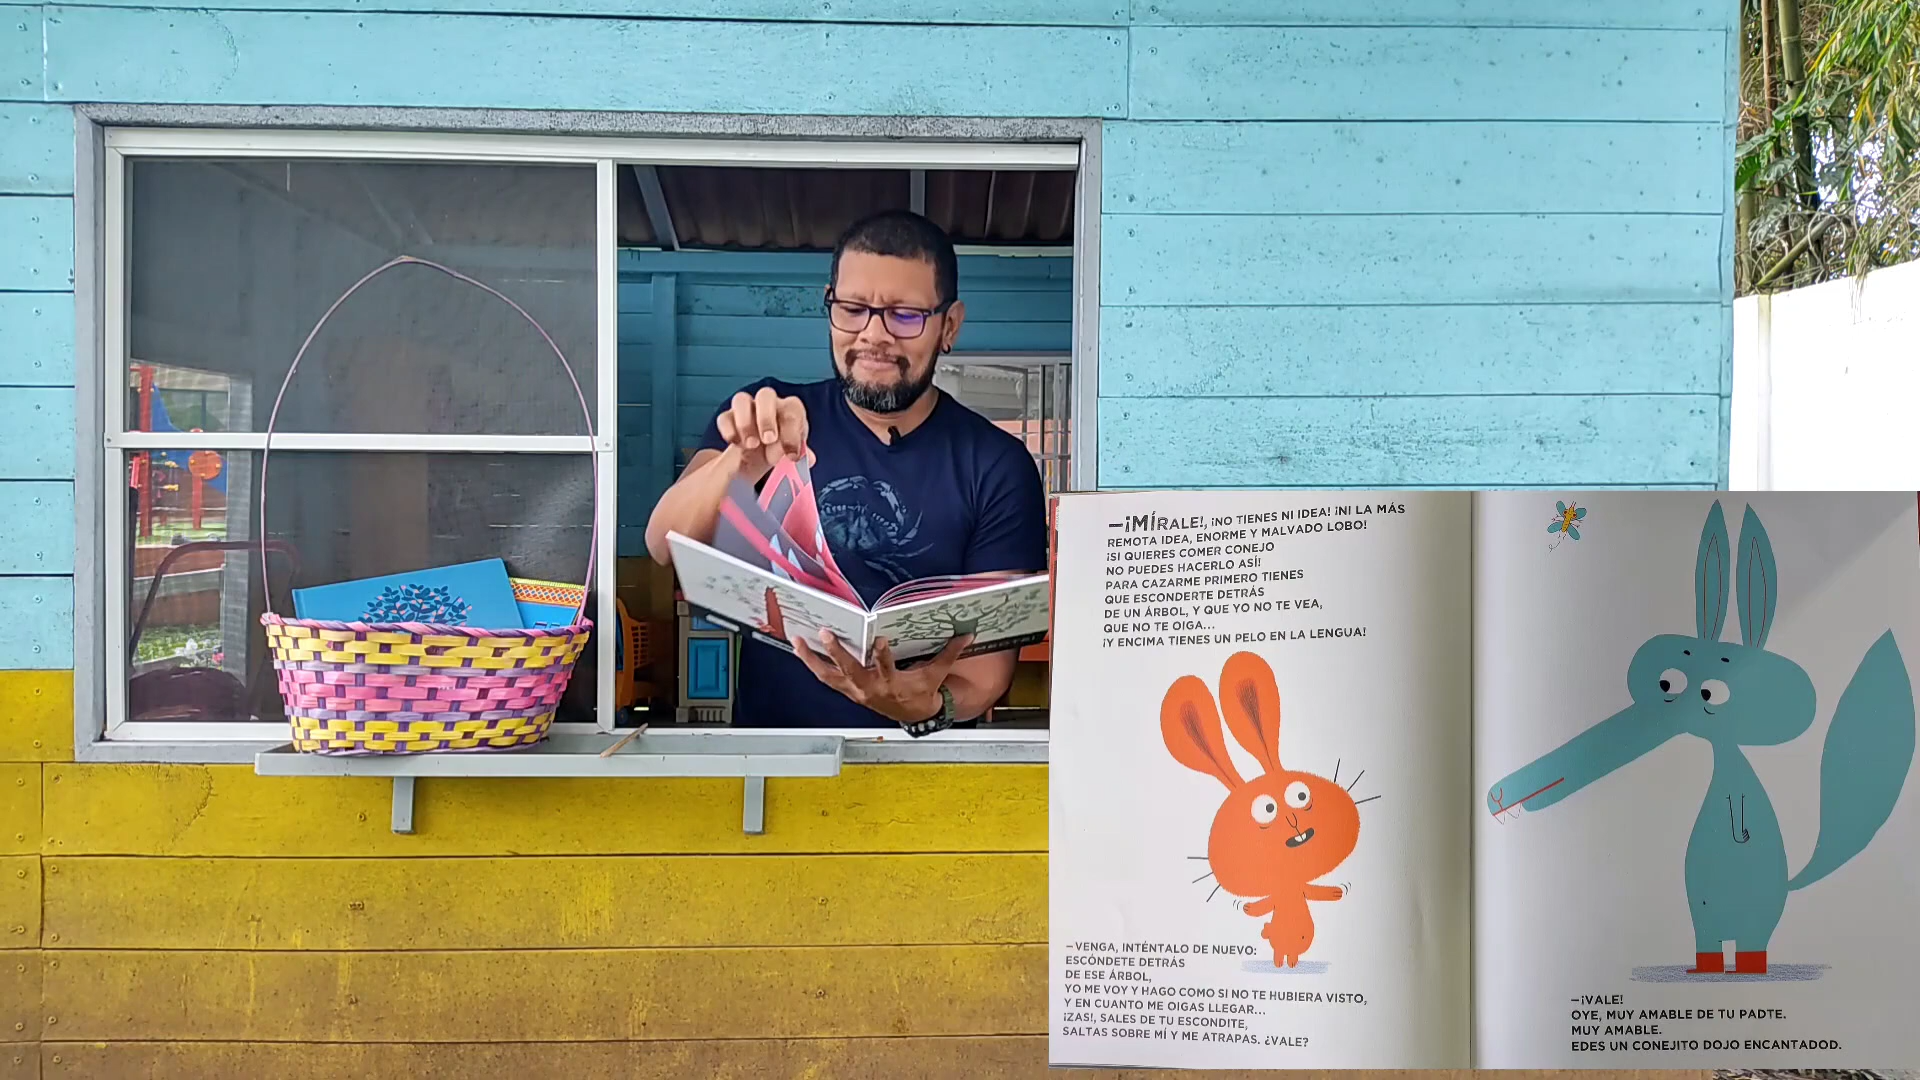 –¡MÍRALE!, ¡NO TIENES NI IDEA! ¡NI LA MÁS
REMOTA IDEA, ENORME Y MALVADO LOBO!
¡SI QUIERES COMER CONEJO
NO PUEDES HACERLO ASÍ!
PARA CAZARME PRIMERO TIENES
QUE ESCONDERTE DETRÁS
DE UN ÁRBOL, Y QUE YO NO TE VEA,
QUE NO TE OIGA...
¡Y ENCIMA TIENES UN PELO EN LA LENGUA!
–VENGA, INTÉNTALO DE NUEVO:
ESCÓNDETE DETRÁS
DE ESE ÁRBOL,
YO ME VOY Y HAGO COMO SI NO TE HUBIERA VISTO,
Y EN CUANTO ME OIGAS LLEGAR...
¡ZAS!, SALES DE TU ESCONDITE,
SALTAS SOBRE MÍ Y ME ATRAPAS. ¿VALE?
–¡VALE!
OYE, MUY AMABLE DE TU PADTE.
MUY AMABLE.
EDES UN CONEJITO DOJO ENCANTADOD.